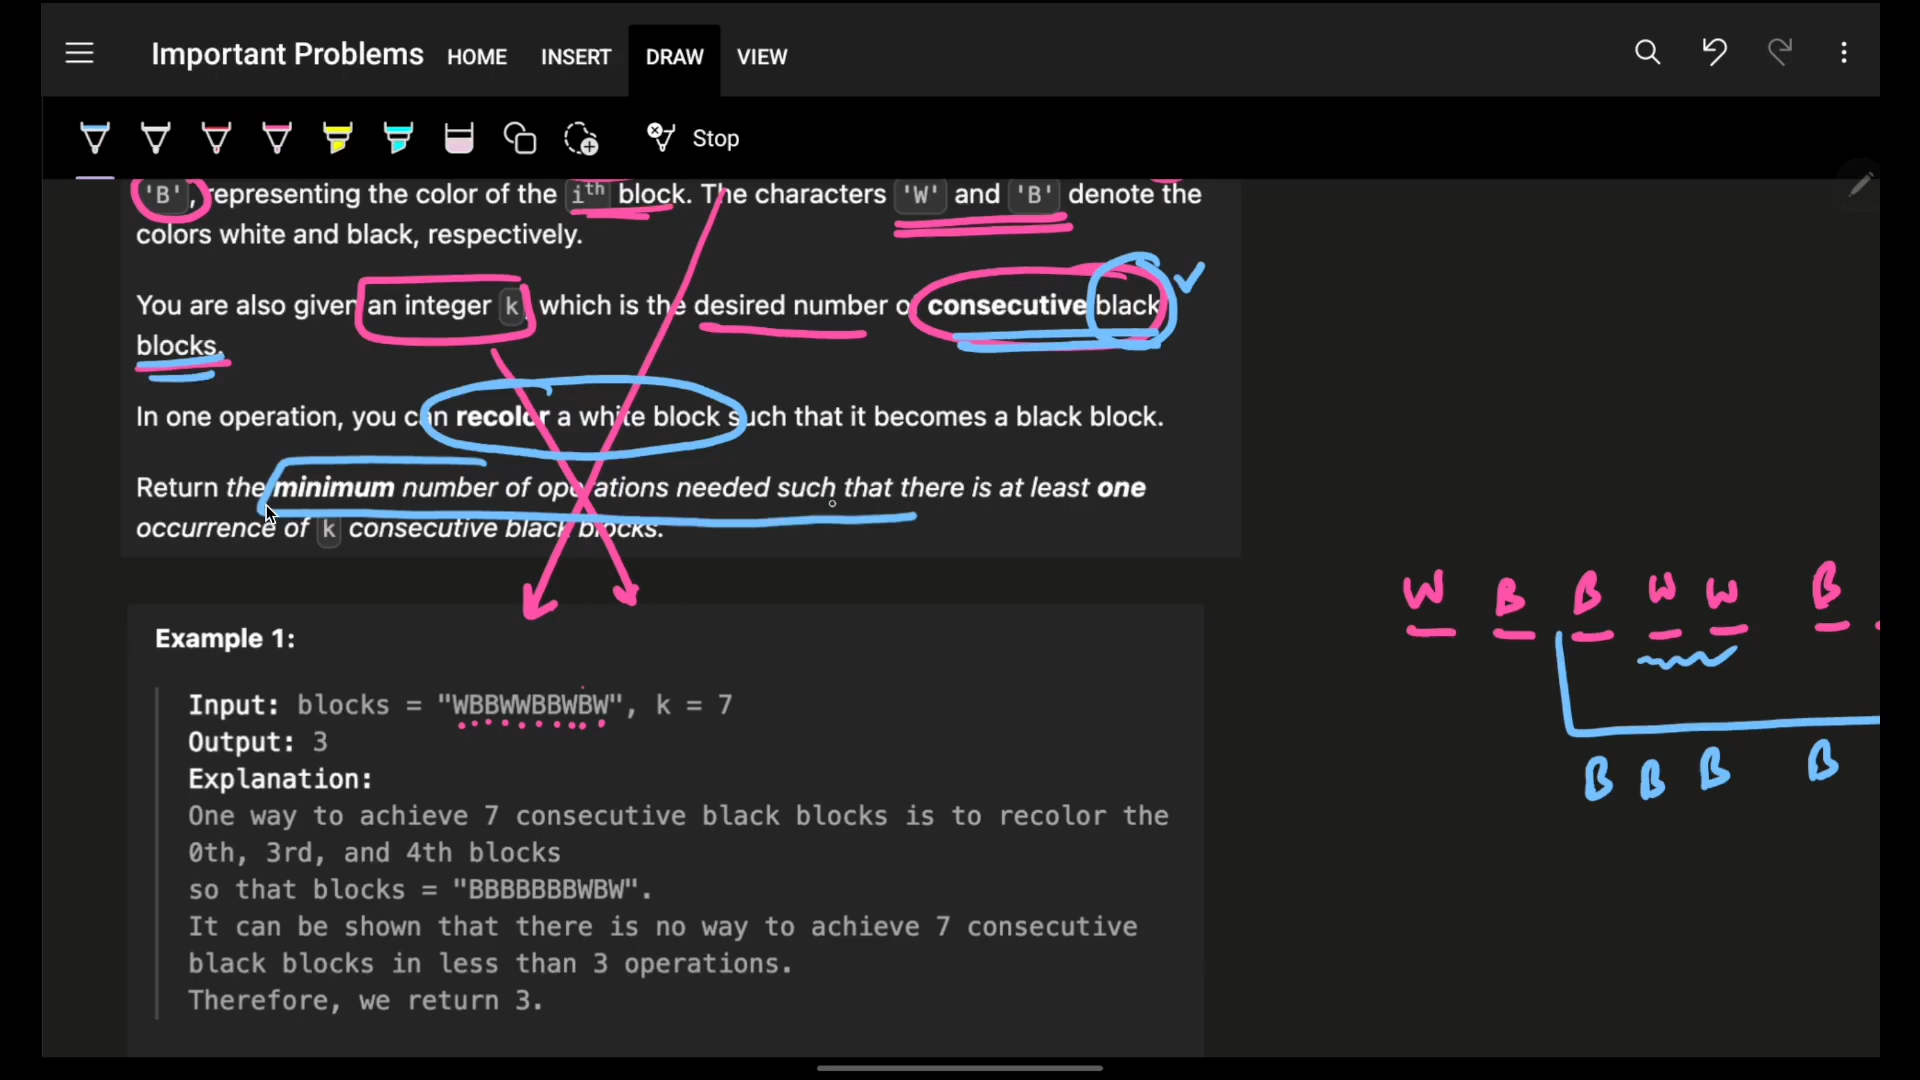 Important Problems HOME INSERT DRAW VIEW
Stop
'B', representing the color of the ith block. The characters 'W' and 'B' denote the
colors white and black, respectively.
You are also given an integer k, which is the desired number of consecutive black
blocks.
In one operation, you can recolor a white block such that it becomes a black block.
Return the minimum number of operations needed such that there is at least one
occurrence of k consecutive black blocks.
W B B W W B
B B B B
Example 1:
Input: blocks = "WBBWWBBWBW", k = 7
Output: 3
Explanation:
One way to achieve 7 consecutive black blocks is to recolor the
0th, 3rd, and 4th blocks
so that blocks = "BBBBBBBWBW".
It can be shown that there is no way to achieve 7 consecutive
black blocks in less than 3 operations.
Therefore, we return 3.